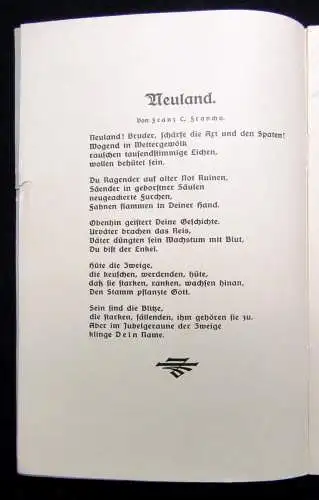 Neuland.
Von Franz C. Franchy.
Neuland! Bruder, schärfe die Axt und den Spaten!
Wogend in Wettergewölk
rauschen tausendstimmige Eichen,
wollen behütet sein.
Du Ragender auf alter Not Ruinen,
Säender in geborstner Säulen
neugeackerte Furchen,
Fahnen flammen in Deiner Hand.
Obenhin geistert Deine Geschichte.
Urväter brachen das Reis,
Väter düngten sein Wachstum mit Blut,
Du bist der Enkel.
Hüte die Zweige,
die keuschen, werdenden, hüte,
daß sie starken, ranken, wachsen hinan,
Den Stamm pflanzte Gott.
Sein sind die Blitze,
die starken, fällenden, ihm gehören sie zu.
Aber im Jubelgeraune der Zweige
klinge Dein Name.